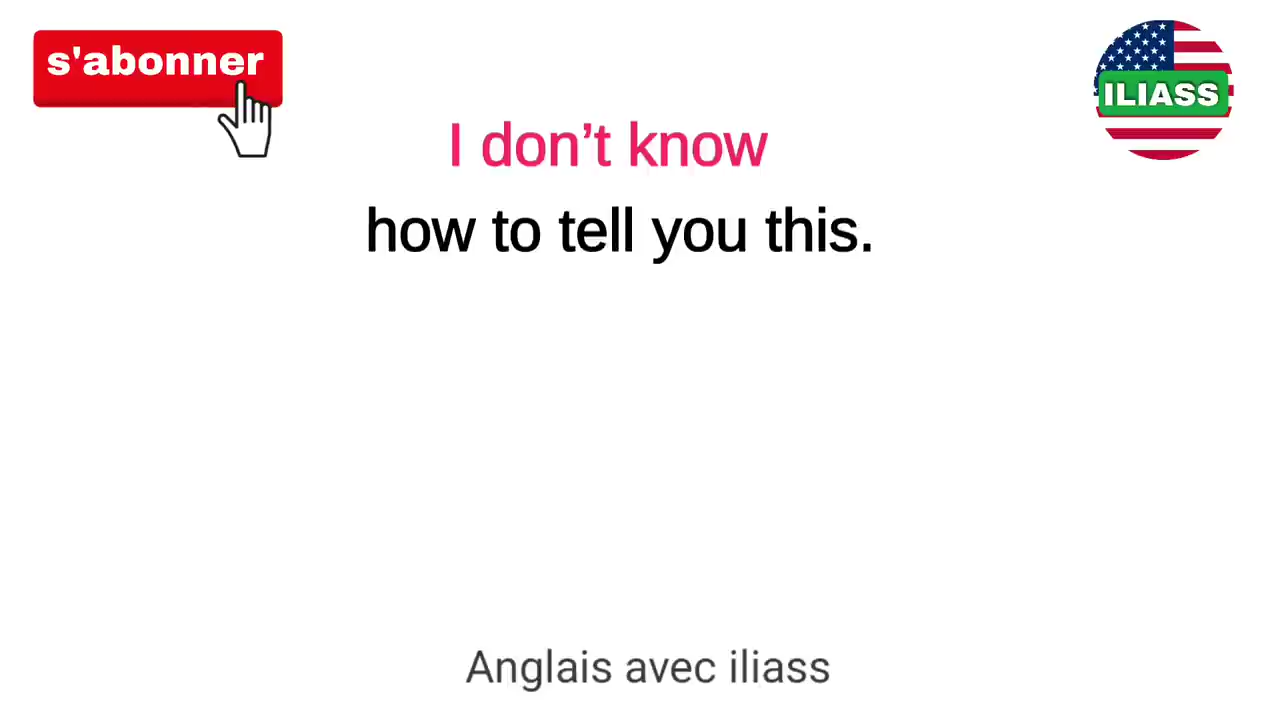 s'abonner
ILIASS
I don’t know
how to tell you this.
Anglais avec iliass